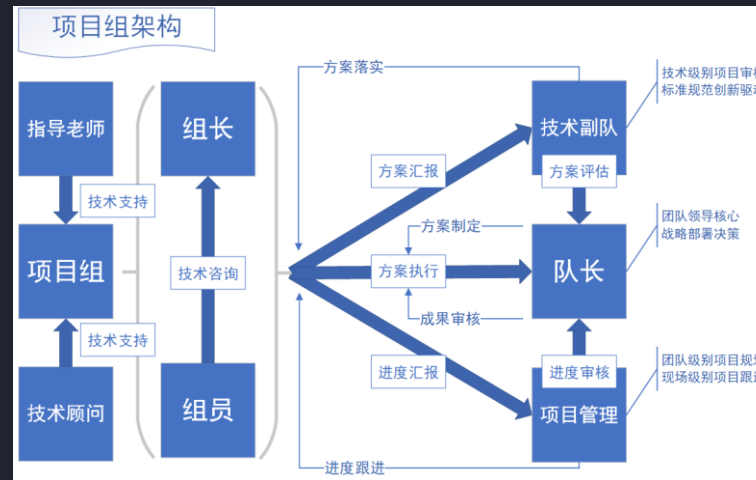 项目组架构
方案落实
技术级别项目审核
标准规范创新驱动
指导老师
组长
技术副队
方案汇报
方案评估
技术支持
团队领导核心
战略部署决策
方案制定
项目组
技术咨询
方案执行
队长
成果审核
技术支持
团队级别项目规划
现场级别项目跟进
进度汇报
进度审核
技术顾问
组员
项目管理
进度跟进